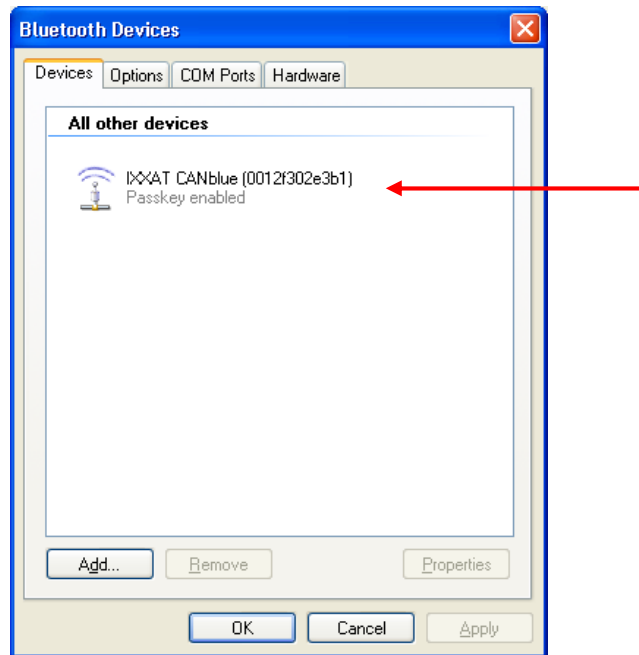 Bluetooth Devices
Devices Options COM Ports Hardware
All other devices
IXXAT CANblue (0012f302e3b1)
Passkey enabled
Add... Remove Properties
OK Cancel Apply